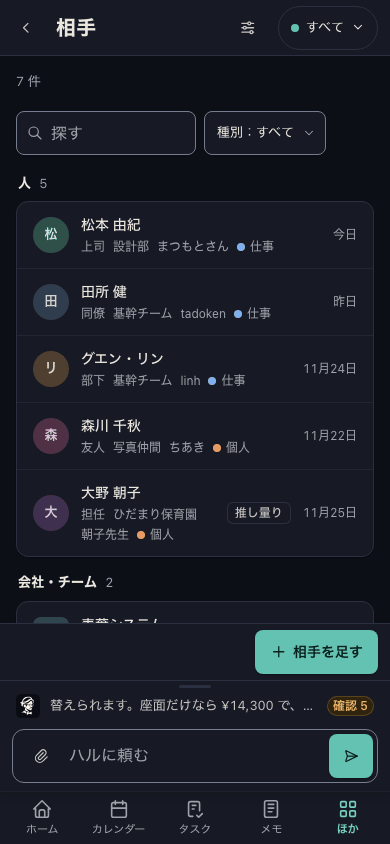 相手
すべて
7 件
探す
種別：すべて
人 5
松 松本 由紀 今日
上司 設計部 まつもとさん 仕事
田 田所 健 昨日
同僚 基幹チーム tadoken 仕事
リ グエン・リン 11月24日
部下 基幹チーム linh 仕事
森 森川 千秋 11月22日
友人 写真仲間 ちあき 個人
大 大野 朝子 推し量り 11月25日
担任 ひだまり保育園
朝子先生 個人
会社・チーム 2
＋ 相手を足す
替えられます。座面だけなら ¥14,300 で、… 確認 5
ハルに頼む
ホーム カレンダー タスク メモ ほか